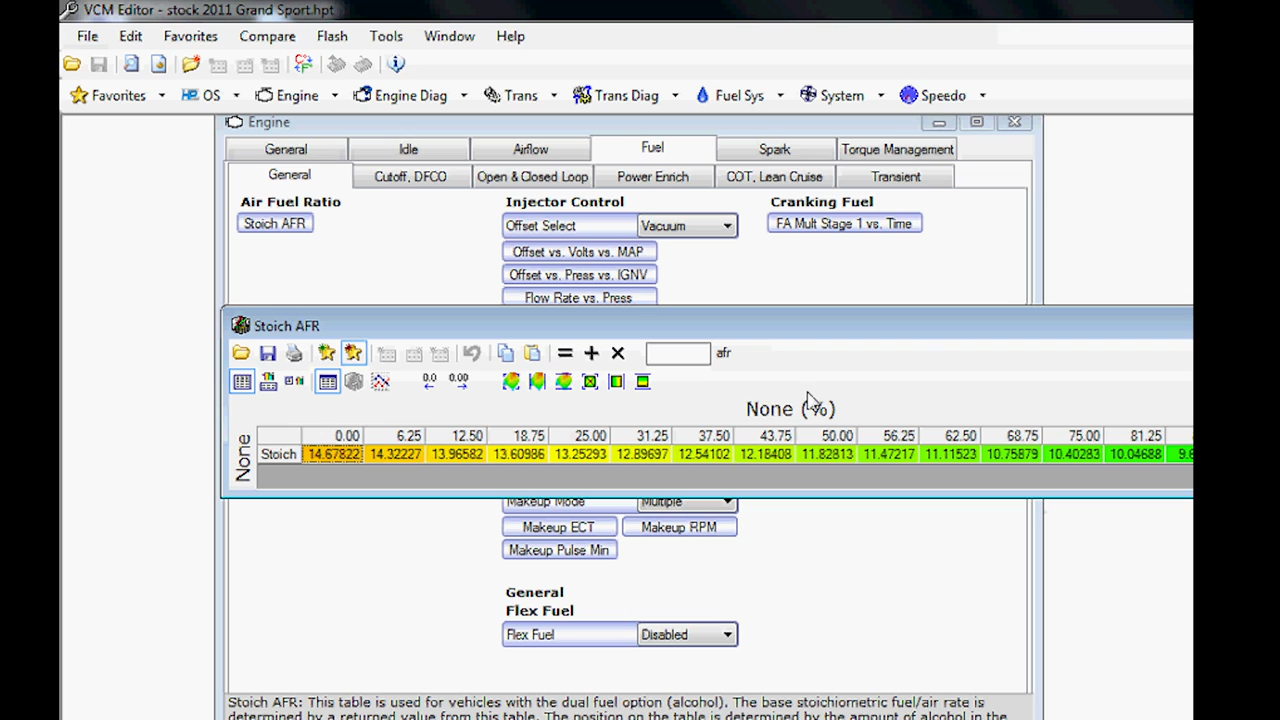 VCM Editor - stock 2011 Grand Sport.hpt
File Edit Favorites Compare Flash Tools Window Help
Favorites OS Engine Engine Diag Trans Trans Diag Fuel Sys System Speedo
Engine
General Idle Airflow Fuel Spark Torque Management
General Cutoff, DFCO Open & Closed Loop Power Enrich COT, Lean Cruise Transient
Air Fuel Ratio Injector Control Cranking Fuel
Stoich AFR Offset Select Vacuum FA Mult Stage 1 vs. Time
Offset vs. Volts vs. MAP
Offset vs. Press vs. IGNV
Flow Rate vs. Press
Stoich AFR
afr
0.0 0.00
None (%)
0.00 6.25 12.50 18.75 25.00 31.25 37.50 43.75 50.00 56.25 62.50 68.75 75.00 81.25
None
Stoich 14.67822 14.32227 13.96582 13.60986 13.25293 12.89697 12.54102 12.18408 11.82813 11.47217 11.11523 10.75879 10.40283 10.04688
Makeup Mode Multiple
Makeup ECT Makeup RPM
Makeup Pulse Min
General
Flex Fuel
Flex Fuel Disabled
Stoich AFR: This table is used for vehicles with the dual fuel option (alcohol). The base stoichiometric fuel/air rate is
determined by a returned value from this table. The position on the table is determined by the amount of alcohol in the